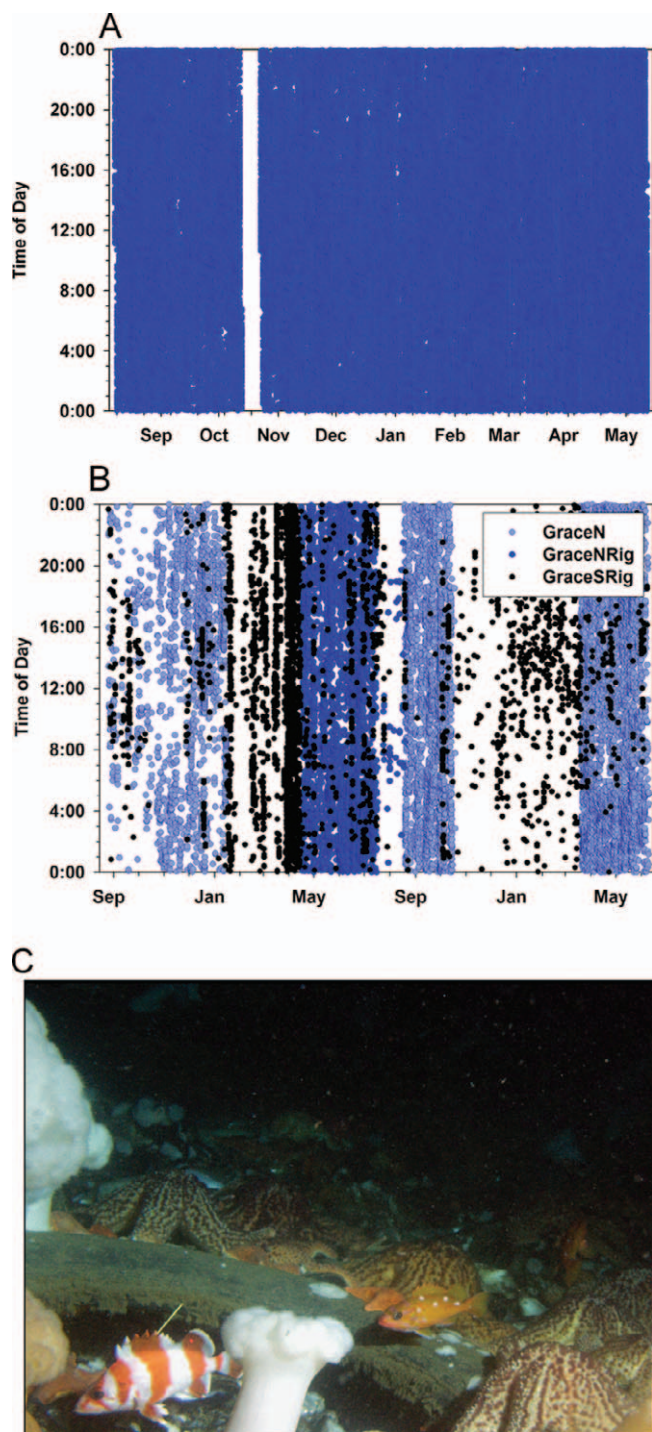 A
0:00
20:00
16:00
12:00
8:00
4:00
0:00
Time of Day
Sep Oct Nov Dec Jan Feb Mar Apr May
B
0:00
20:00
16:00
12:00
8:00
4:00
0:00
Time of Day
GraceN
GraceNRig
GraceSRig
Sep Jan May Sep Jan May
C